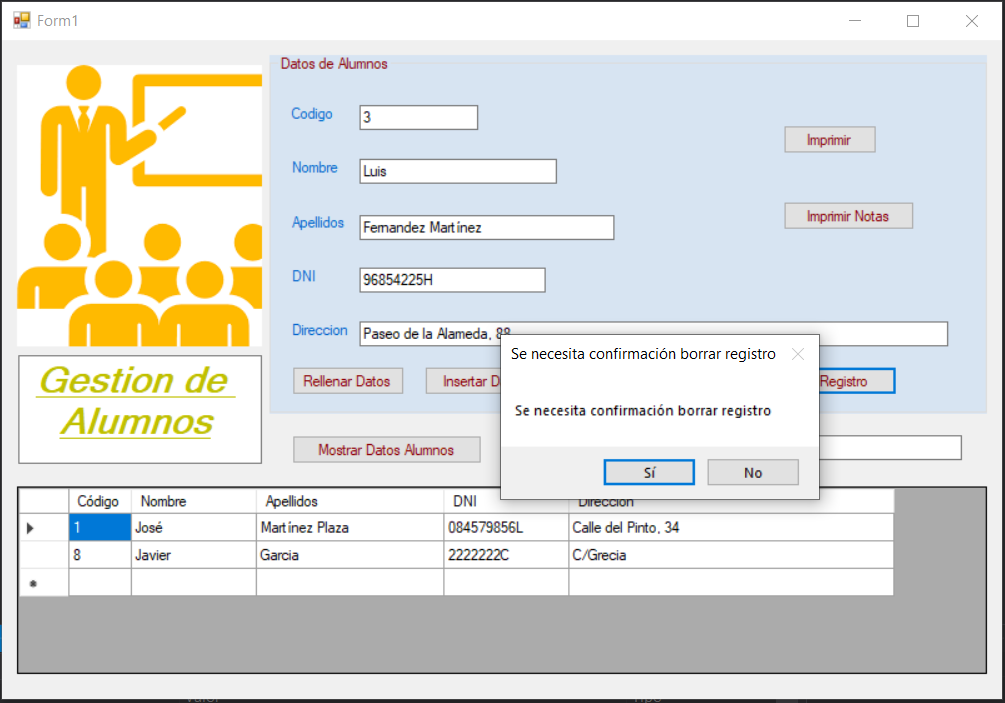 Form1
Datos de Alumnos
Codigo 3
Imprimir
Nombre Luis
Imprimir Notas
Apellidos Fernandez Martínez
DNI 96854225H
Direccion Paseo de la Alameda, 88
Gestion de
Alumnos
Rellenar Datos Insertar D Registro
Se necesita confirmación borrar registro
Se necesita confirmación borrar registro
Sí No
Mostrar Datos Alumnos
Código Nombre Apellidos DNI Direccion
1 José Martínez Plaza 084579856L Calle del Pinto, 34
8 Javier Garcia 2222222C C/Grecia